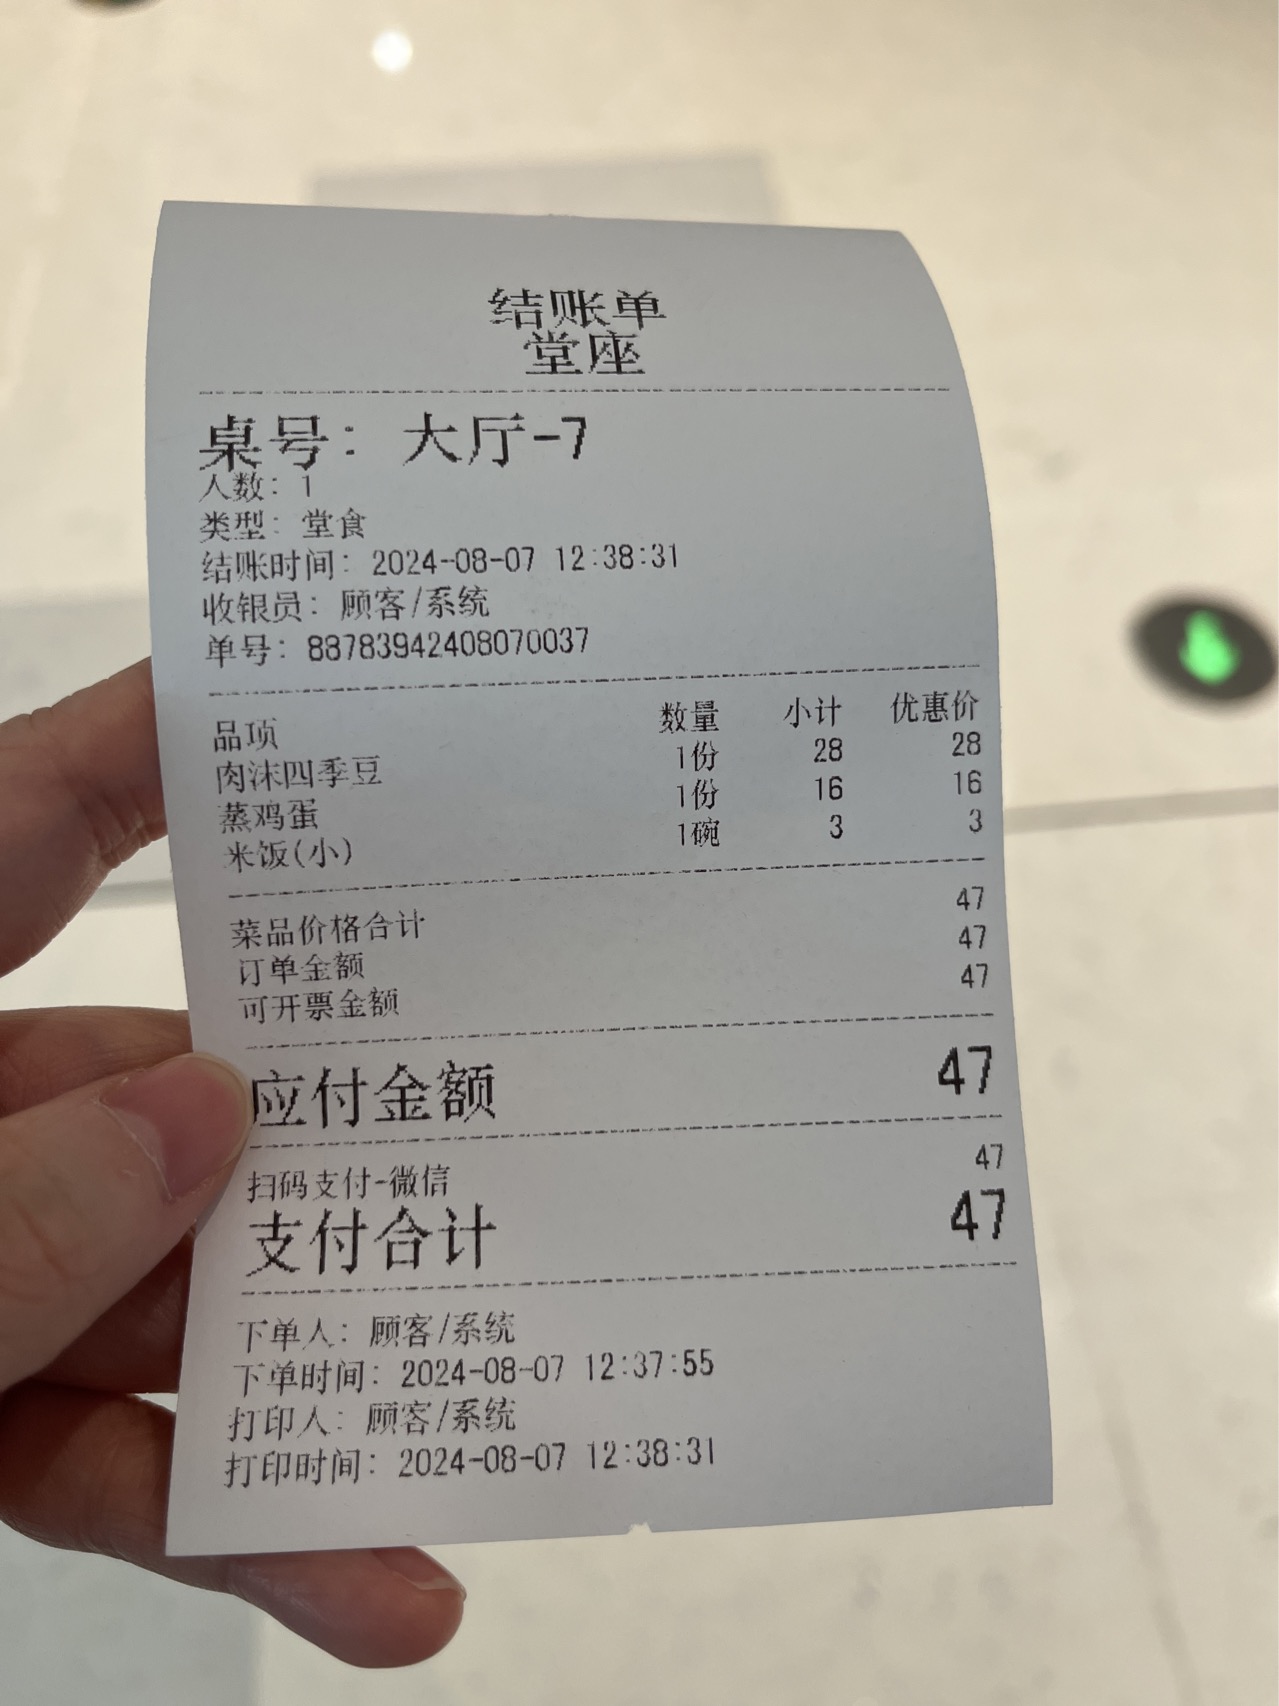 结账单
堂座
桌号: 大厅-7
人数: 1
类型: 堂食
结账时间: 2024-08-07 12:38:31
收银员: 顾客/系统
单号: 88783942408070037
品项 数量 小计 优惠价
肉沫四季豆 1份 28 28
蒸鸡蛋 1份 16 16
米饭(小) 1碗 3 3
菜品价格合计 47
订单金额 47
可开票金额 47
应付金额 47
扫码支付-微信 47
支付合计 47
下单人: 顾客/系统
下单时间: 2024-08-07 12:37:55
打印人: 顾客/系统
打印时间: 2024-08-07 12:38:31